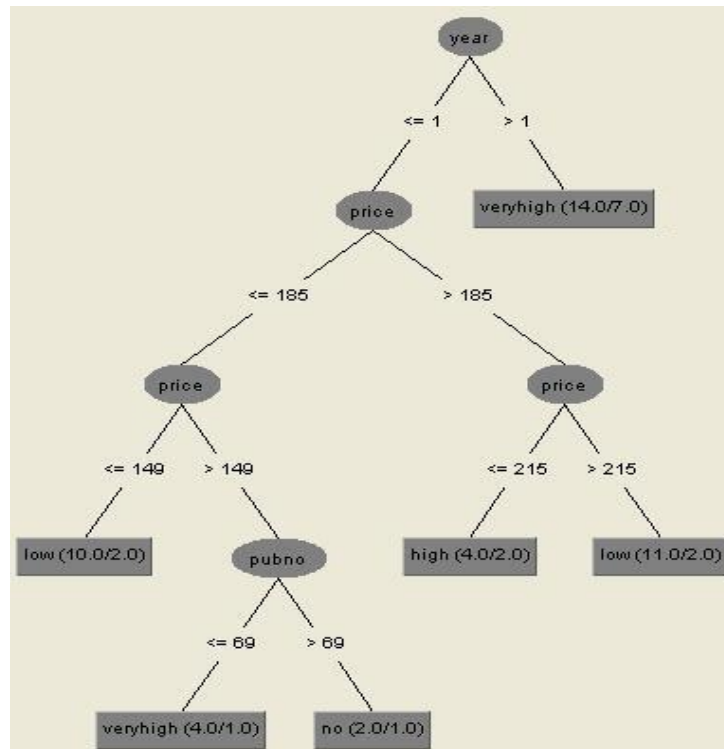 year
<= 1
> 1
price
veryhigh (14.0/7.0)
<= 185
> 185
price
price
<= 149
> 149
<= 215
> 215
low (10.0/2.0)
pubno
high (4.0/2.0)
low (11.0/2.0)
<= 69
> 69
veryhigh (4.0/1.0)
no (2.0/1.0)